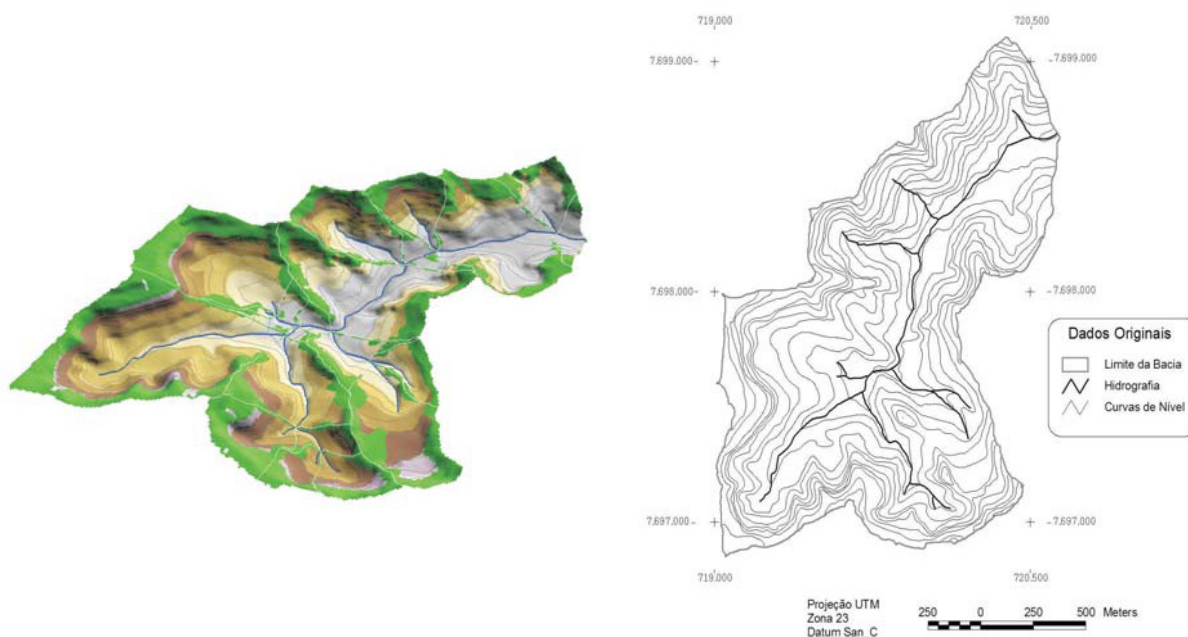 719,000 720,500
7.699.000 7.699,000
7.698,000 7.698,000
Dados Originais
Limite da Bacia
Hidrografia
Curvas de Nível
7.697,000 7.697,000
719,000 720,500
Projeção UTM
Zona 23
Datum San_C
250 0 250 500 Meters